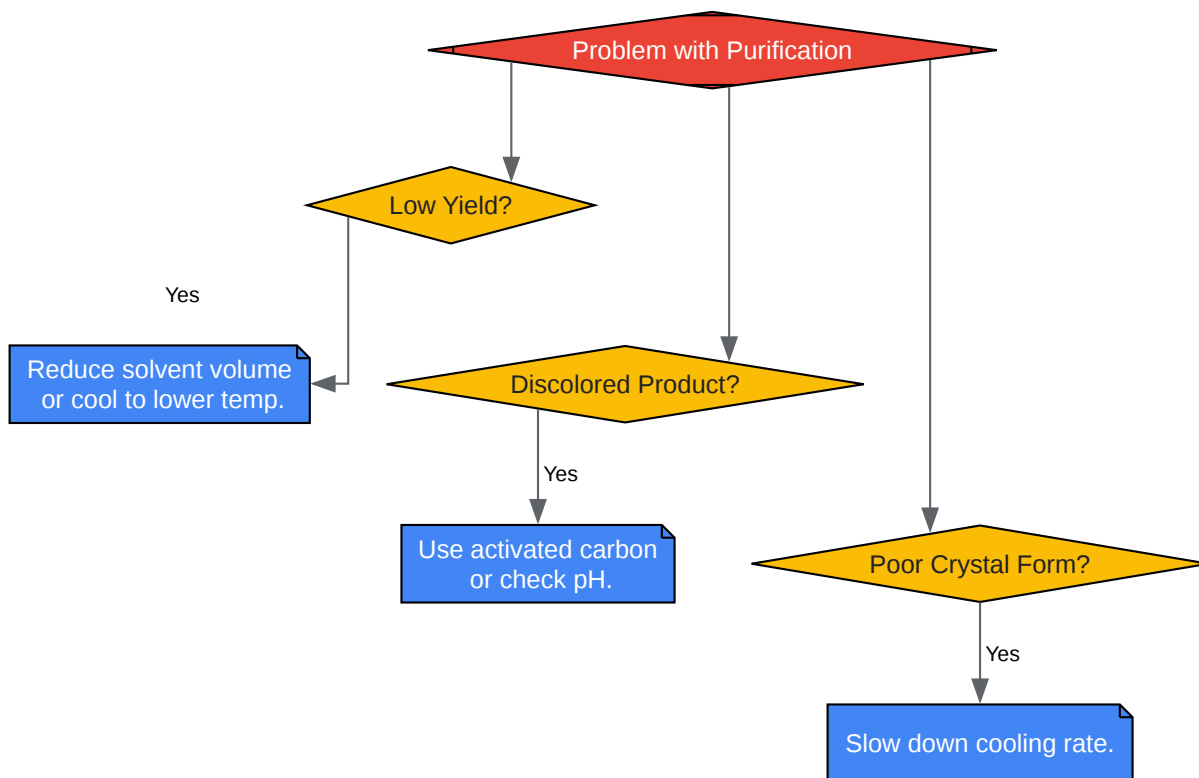 Problem with Purification
Low Yield?
Yes
Reduce solvent volume
or cool to lower temp.
Discolored Product?
Yes
Use activated carbon
or check pH.
Poor Crystal Form?
Yes
Slow down cooling rate.